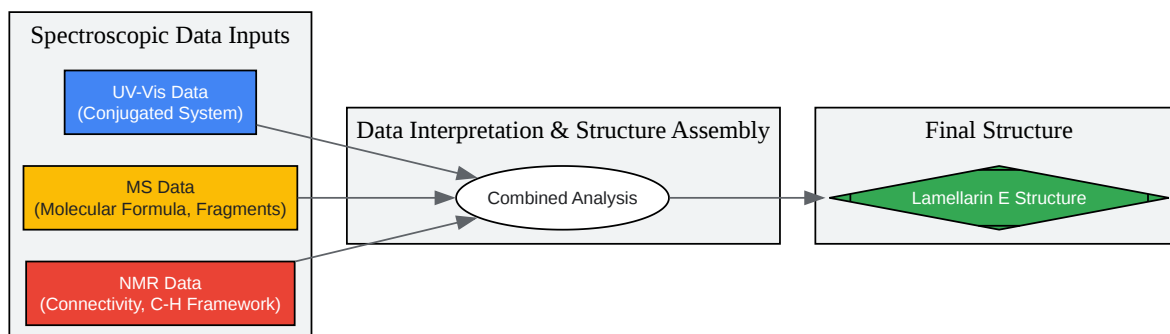 Spectroscopic Data Inputs
UV-Vis Data
(Conjugated System)
MS Data
(Molecular Formula, Fragments)
NMR Data
(Connectivity, C-H Framework)
Data Interpretation & Structure Assembly
Combined Analysis
Final Structure
Lamellarin E Structure